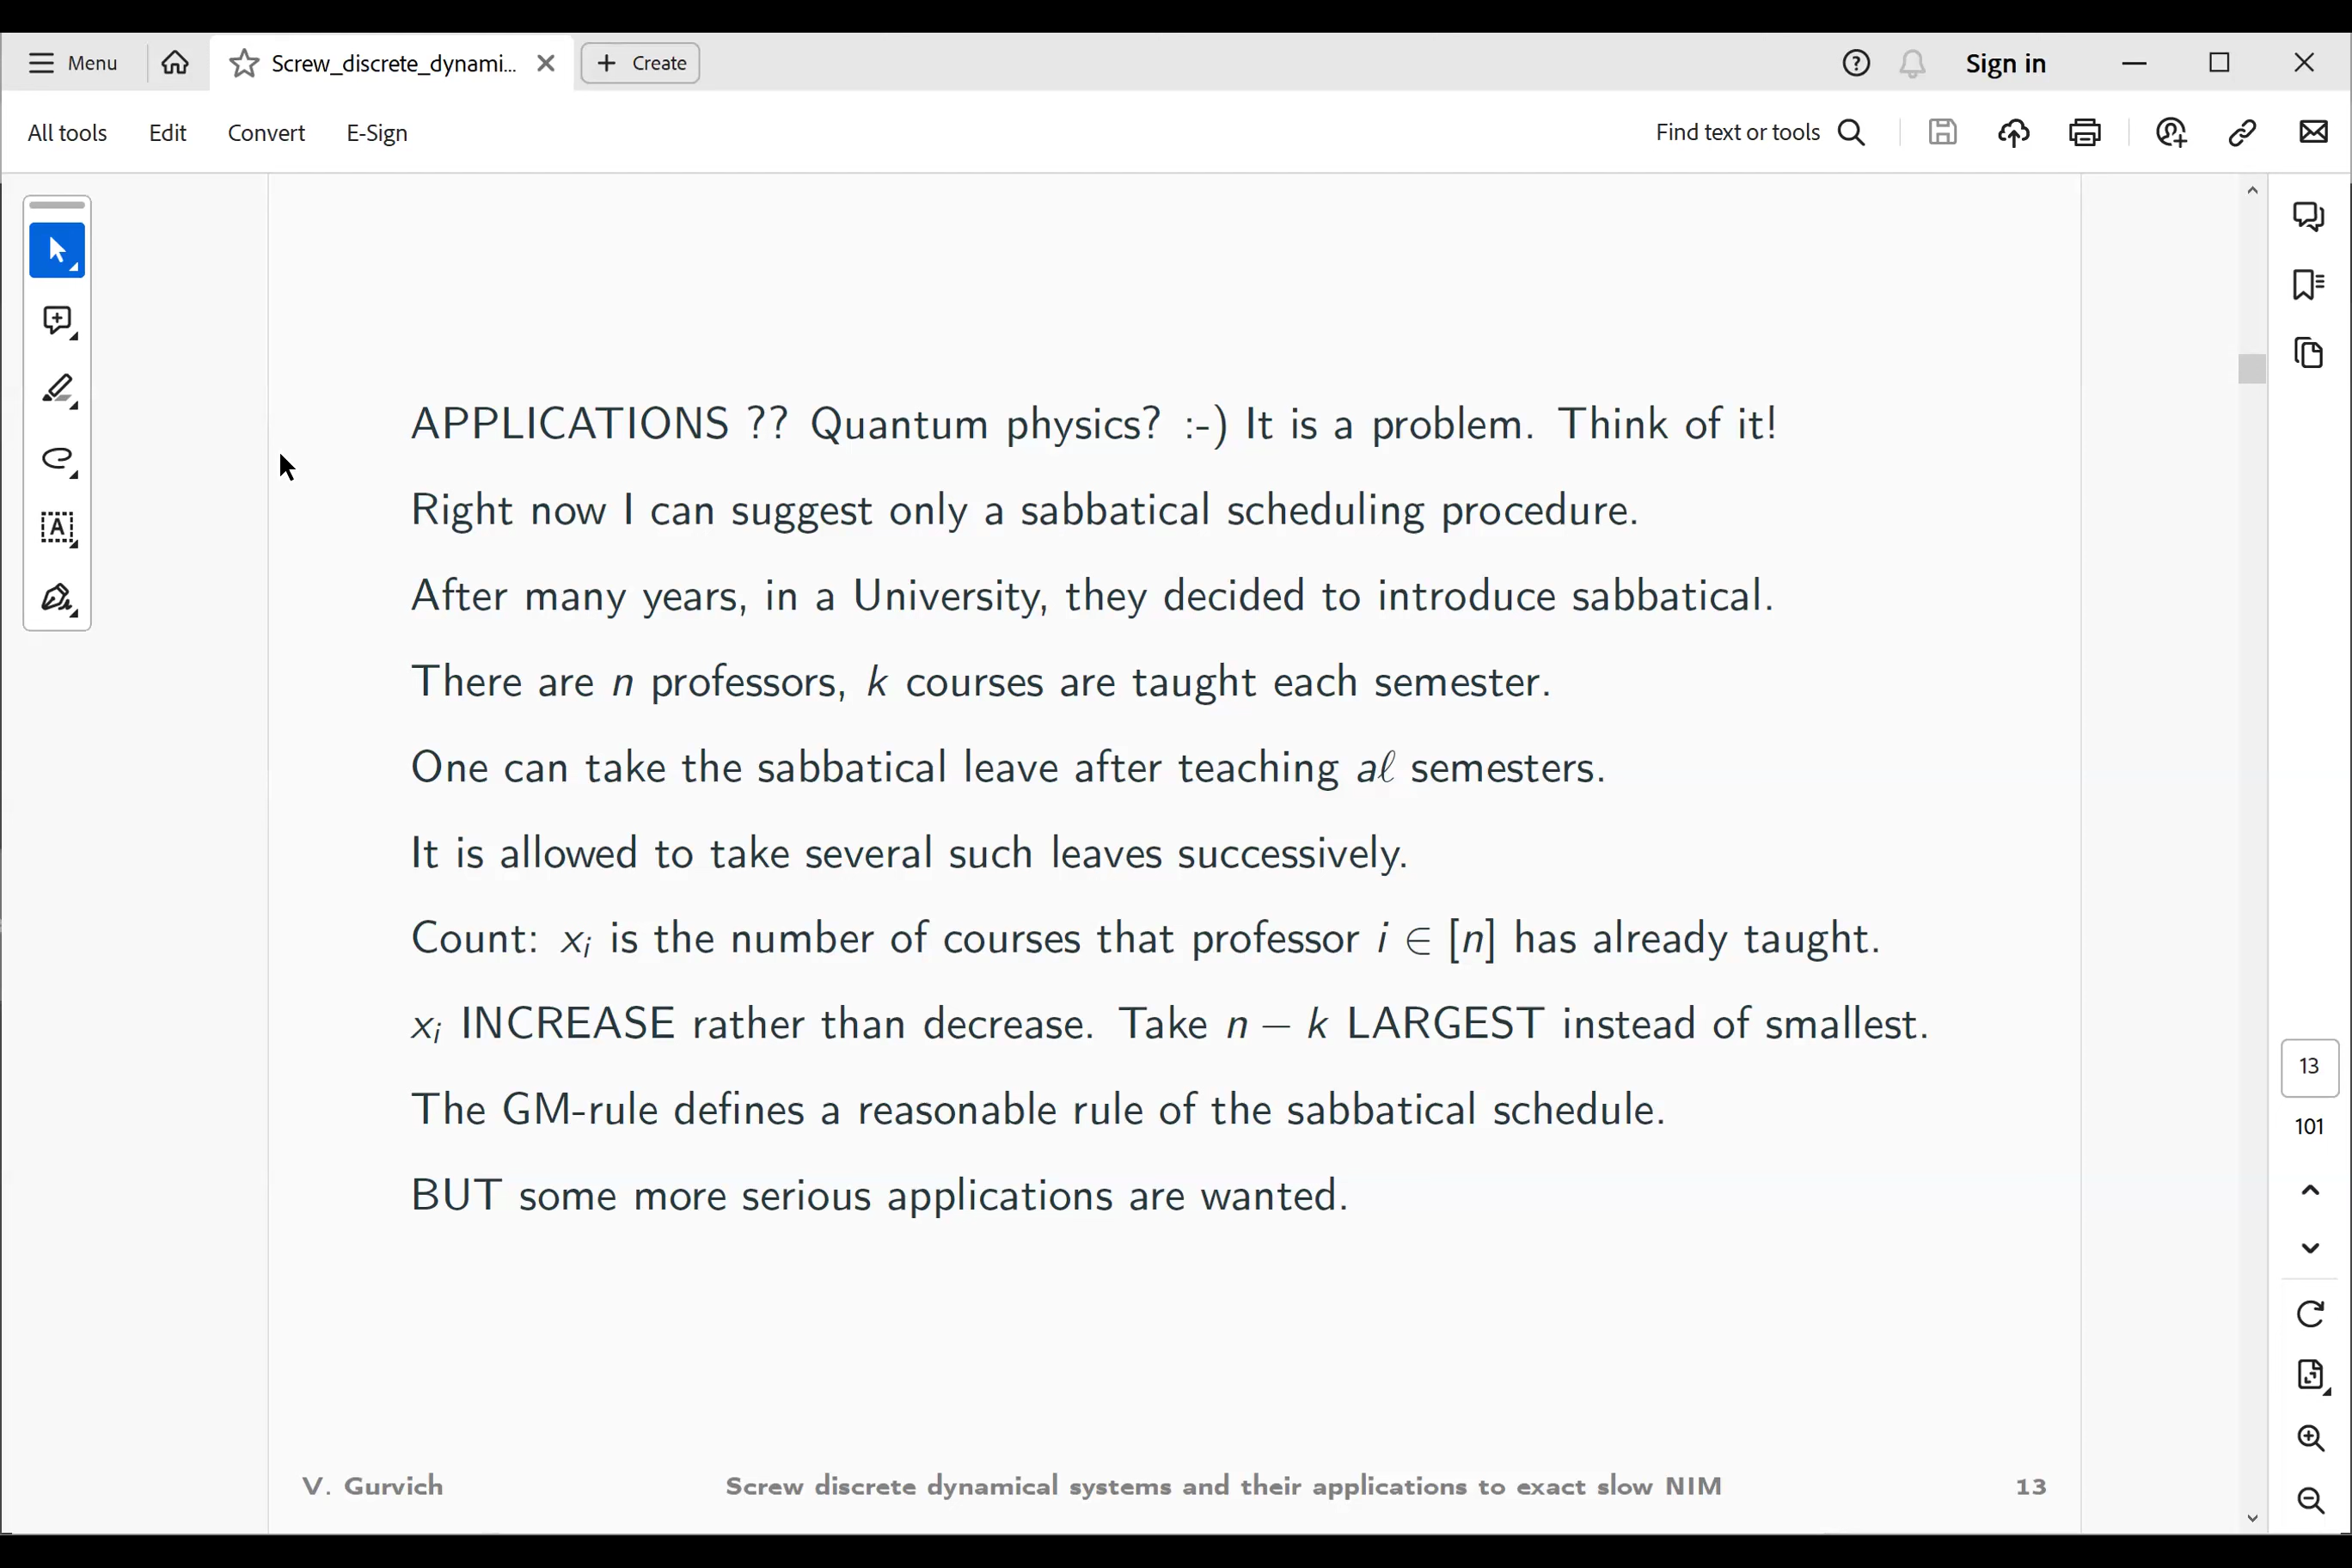 Menu
Screw_discrete_dynami...
Create
Sign in
All tools
Edit
Convert
E-Sign
Find text or tools
APPLICATIONS ?? Quantum physics? :-) It is a problem. Think of it!
Right now I can suggest only a sabbatical scheduling procedure.
After many years, in a University, they decided to introduce sabbatical.
There are n professors, k courses are taught each semester.
One can take the sabbatical leave after teaching aℓ semesters.
It is allowed to take several such leaves successively.
Count: xᵢ is the number of courses that professor i ∈ [n] has already taught.
xᵢ INCREASE rather than decrease. Take n − k LARGEST instead of smallest.
The GM-rule defines a reasonable rule of the sabbatical schedule.
BUT some more serious applications are wanted.
13
101
V. Gurvich
Screw discrete dynamical systems and their applications to exact slow NIM
13